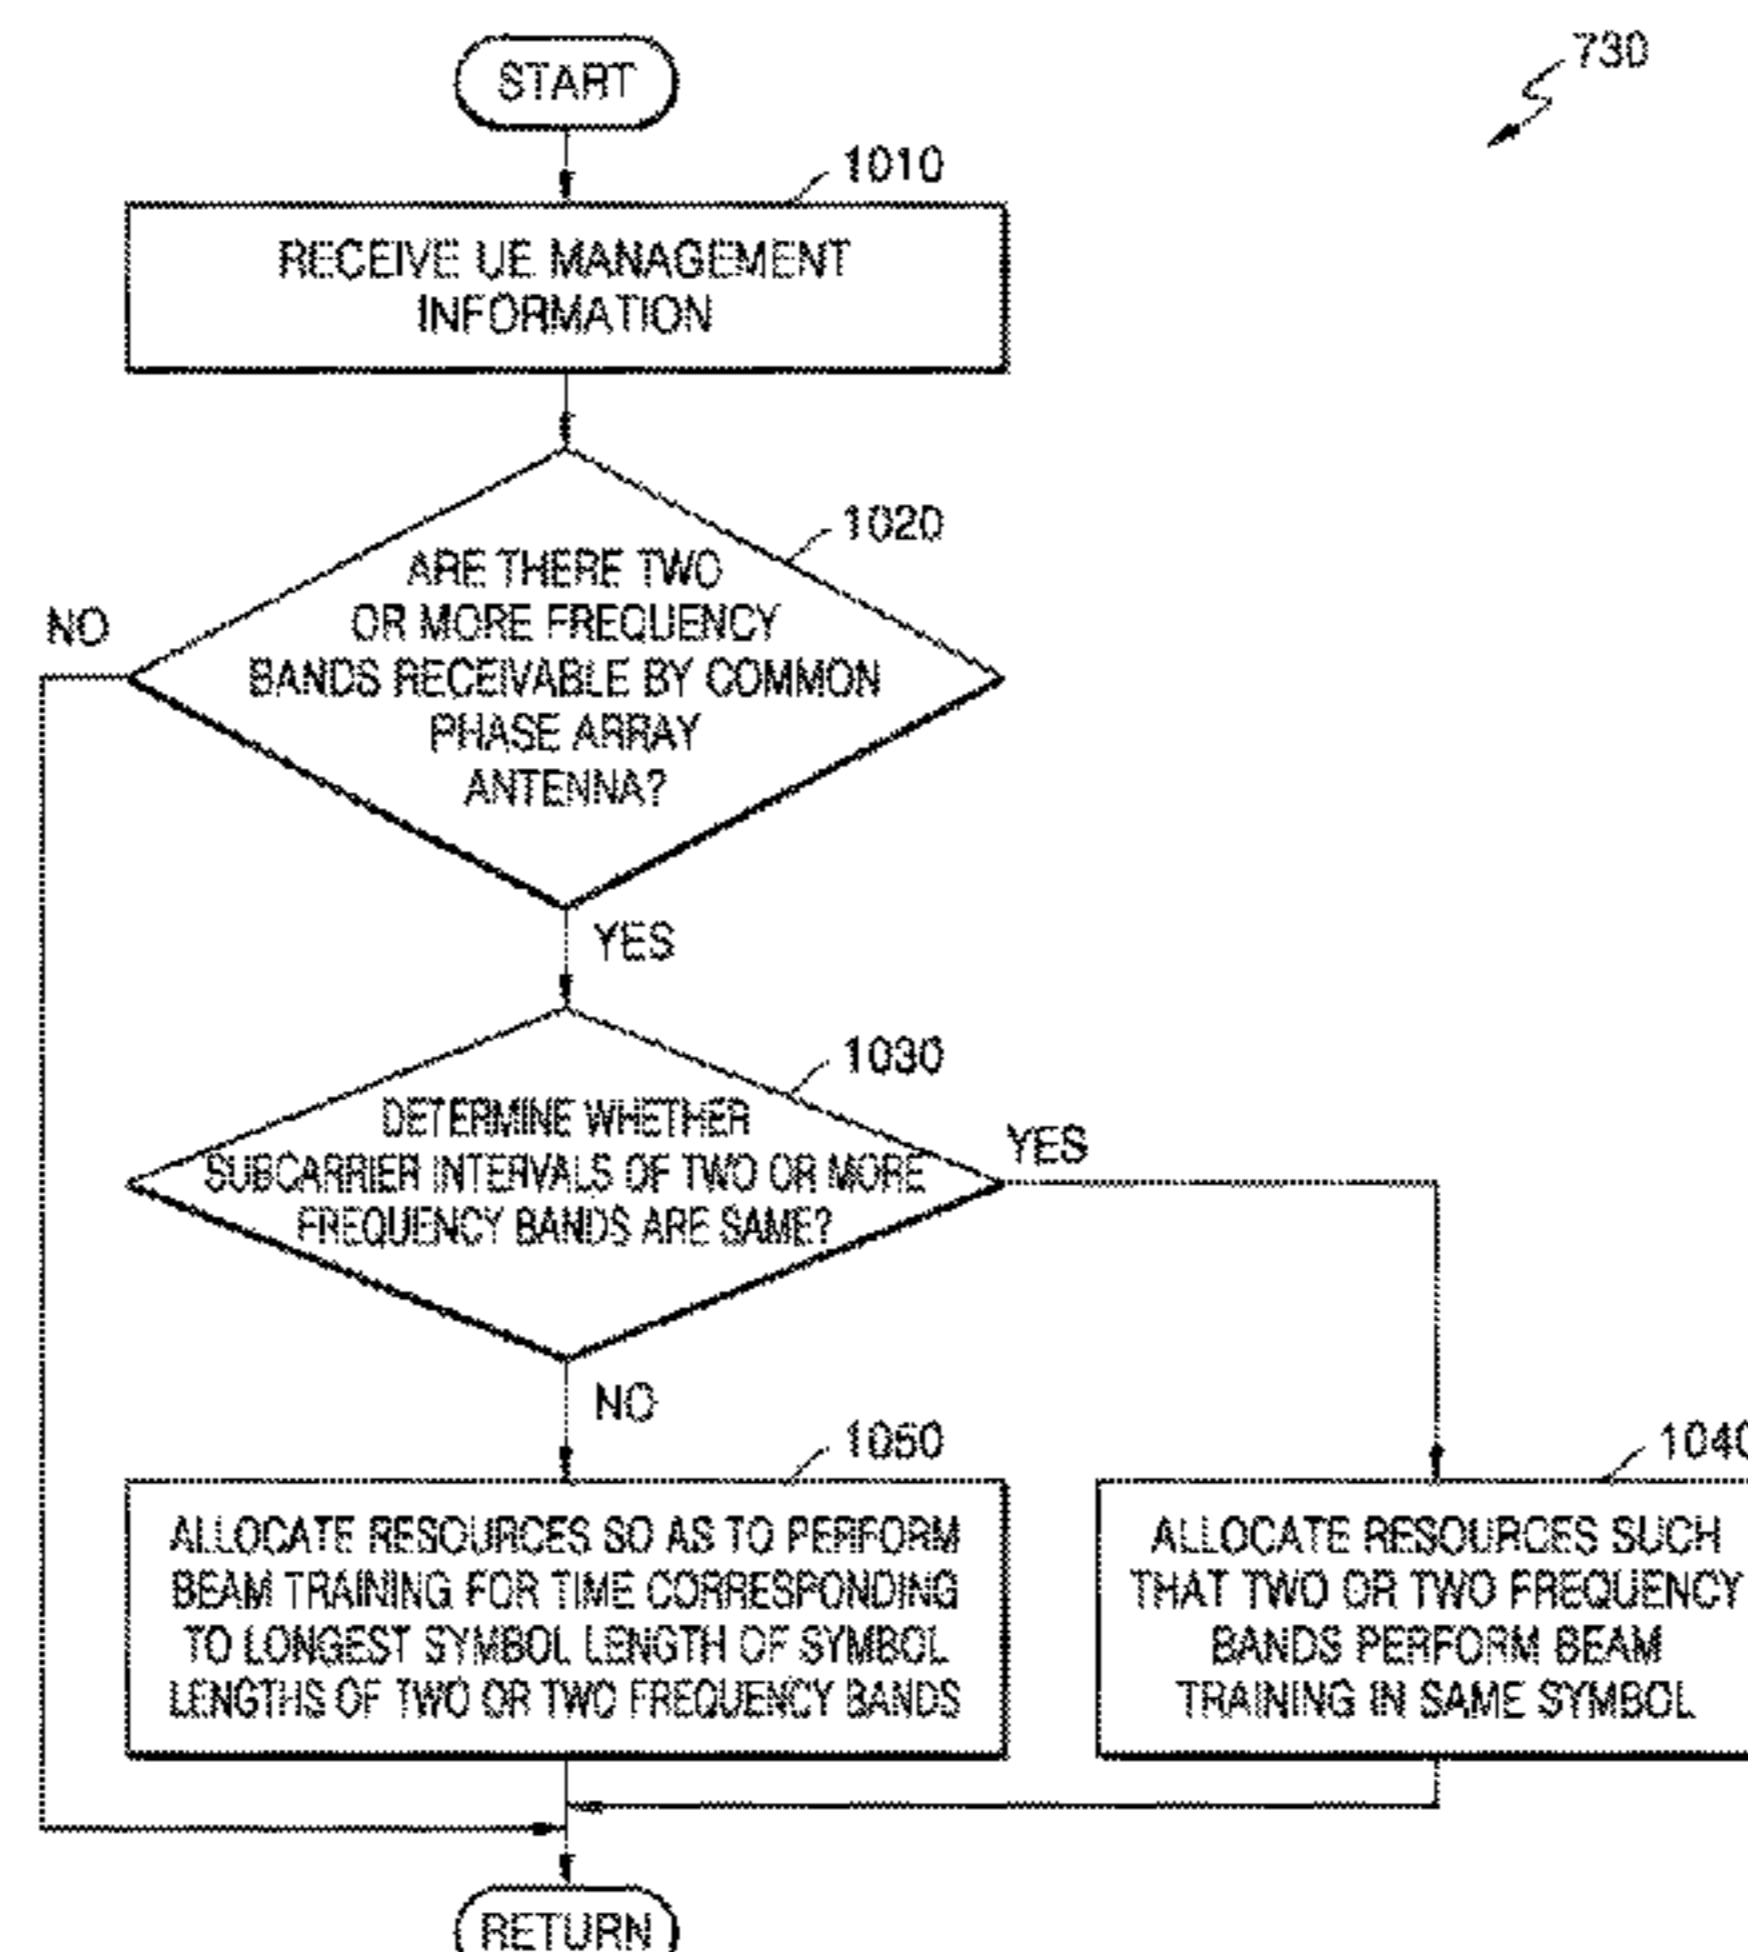 START
730
1010
RECEIVE UE MANAGEMENT
INFORMATION
1020
ARE THERE TWO
OR MORE FREQUENCY
BANDS RECEIVABLE BY COMMON
PHASE ARRAY
ANTENNA?
NO
YES
1030
DETERMINE WHETHER
SUBCARRIER INTERVALS OF TWO OR MORE
FREQUENCY BANDS ARE SAME?
YES
NO
1050
ALLOCATE RESOURCES SO AS TO PERFORM
BEAM TRAINING FOR TIME CORRESPONDING
TO LONGEST SYMBOL LENGTH OF SYMBOL
LENGTHS OF TWO OR TWO FREQUENCY BANDS
1040
ALLOCATE RESOURCES SUCH
THAT TWO OR TWO FREQUENCY
BANDS PERFORM BEAM
TRAINING IN SAME SYMBOL
RETURN